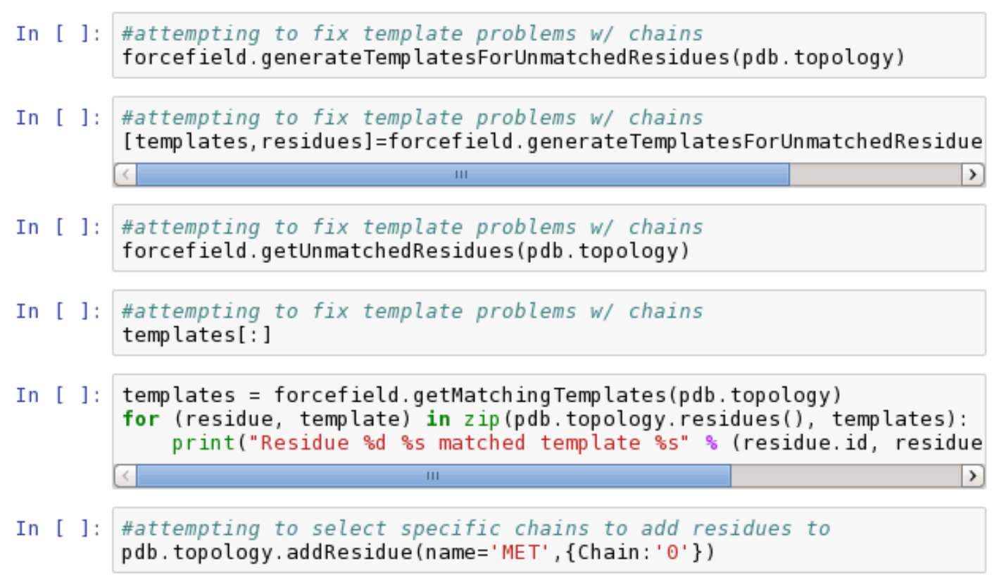 In [ ]: #attempting to fix template problems w/ chains
forcefield.generateTemplatesForUnmatchedResidues(pdb.topology)
In [ ]: #attempting to fix template problems w/ chains
[templates,residues]=forcefield.generateTemplatesForUnmatchedResidue
In [ ]: #attempting to fix template problems w/ chains
forcefield.getUnmatchedResidues(pdb.topology)
In [ ]: #attempting to fix template problems w/ chains
templates[:]
In [ ]: templates = forcefield.getMatchingTemplates(pdb.topology)
for (residue, template) in zip(pdb.topology.residues(), templates):
    print("Residue %d %s matched template %s" % (residue.id, residue
In [ ]: #attempting to select specific chains to add residues to
pdb.topology.addResidue(name='MET',{Chain:'0'})